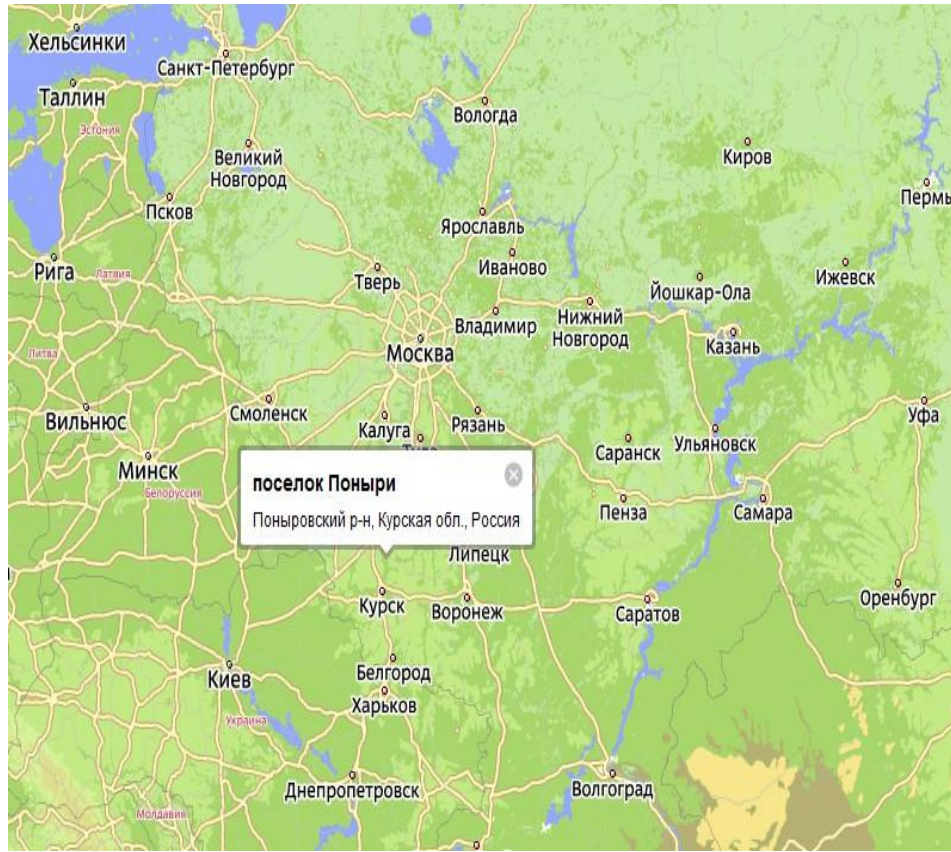 Хельсинки
Санкт-Петербург
Таллин
Эстония
Вологда
Великий
Новгород
Киров
Псков
Пермь
Ярославль
Рига
Латвия
Тверь
Иваново
Йошкар-Ола
Ижевск
Владимир
Нижний
Новгород
Казань
Москва
Литва
Вильнюс
Смоленск
Калуга
Рязань
Уфа
Саранск
Ульяновск
Минск
Белоруссия
поселок Поныри
Поныровский р-н, Курская обл., Россия
Пенза
Самара
Липецк
Курск
Воронеж
Саратов
Оренбург
Киев
Белгород
Харьков
Украина
Днепропетровск
Волгоград
Молдавия